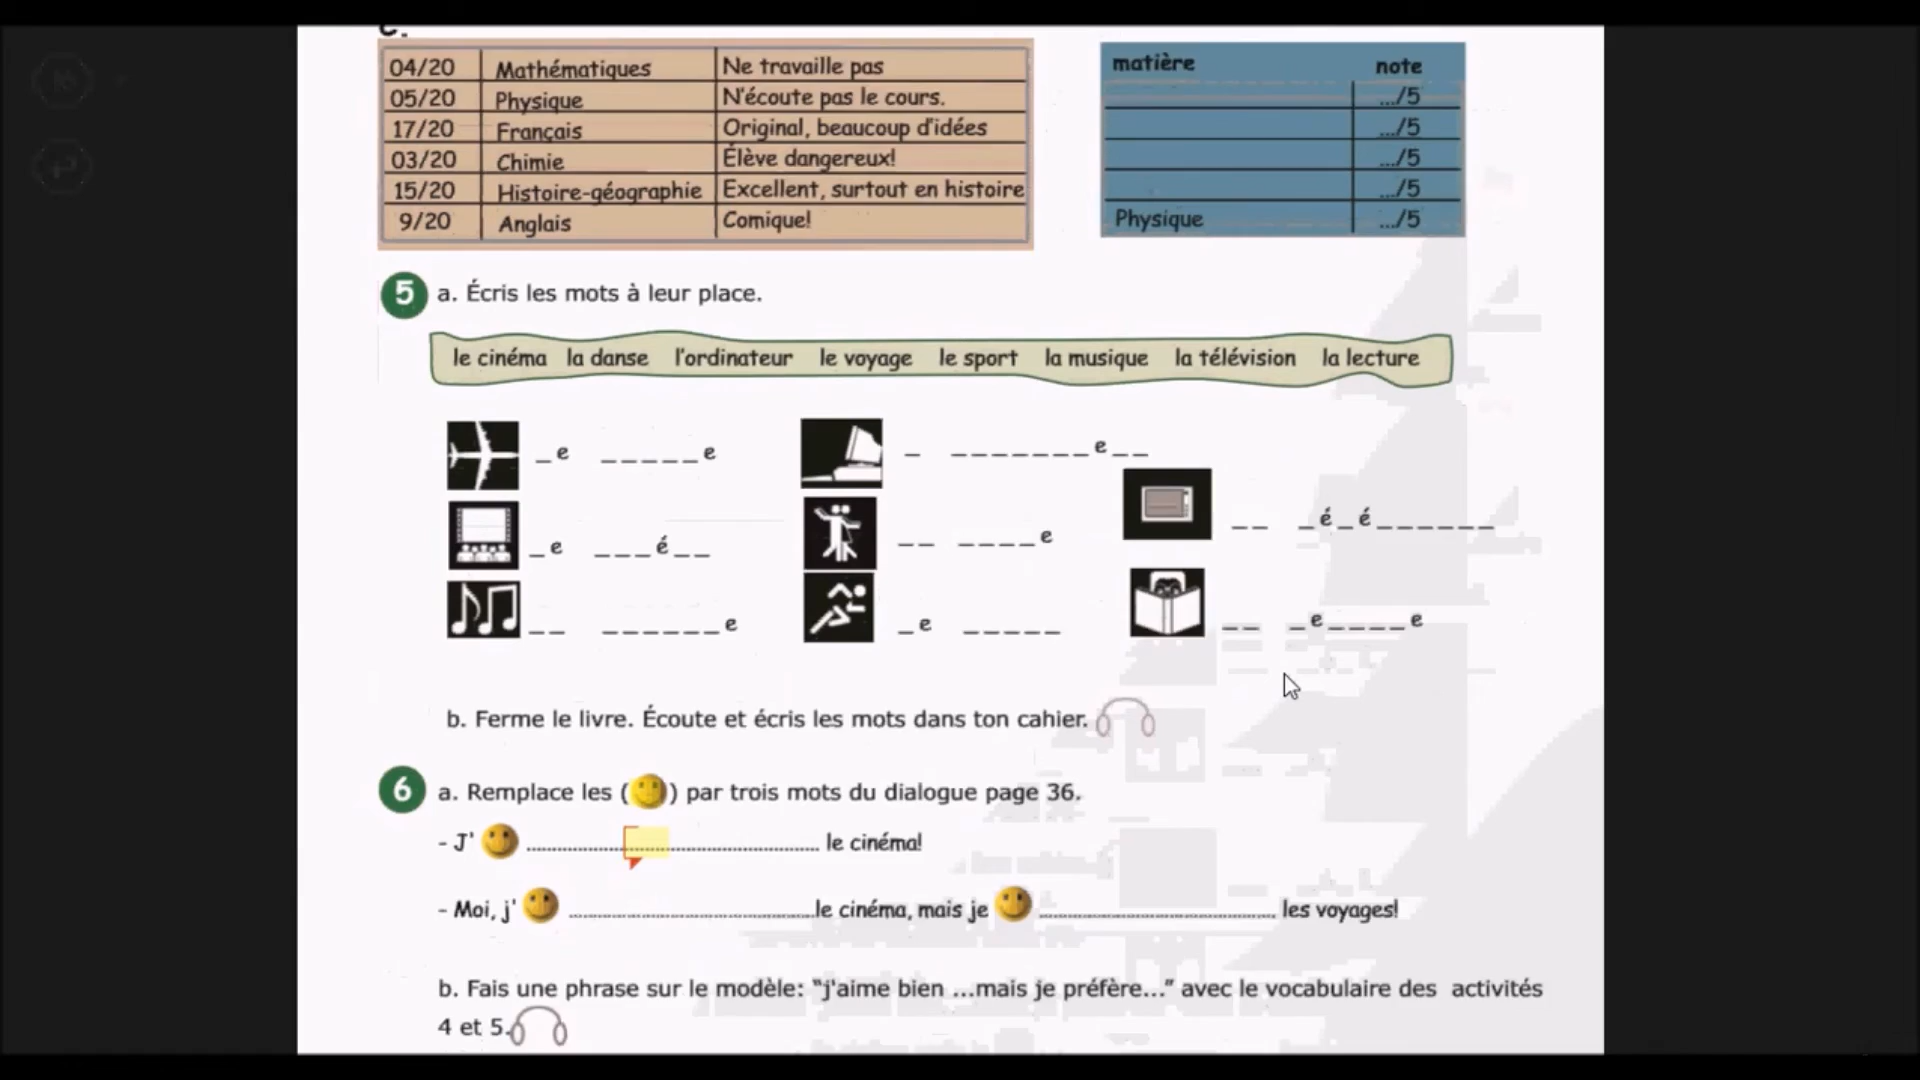 04/20 Mathématiques Ne travaille pas
05/20 Physique N'écoute pas le cours.
17/20 Français Original, beaucoup d'idées
03/20 Chimie Élève dangereux!
15/20 Histoire-géographie Excellent, surtout en histoire
9/20 Anglais Comique!
matière note
.../5
.../5
.../5
.../5
Physique .../5
5 a. Écris les mots à leur place.
le cinéma la danse l'ordinateur le voyage le sport la musique la télévision la lecture
_e _____e
_ _______e__
_e ___é__
__ ____e
__ _é_é______
__ ______e
_e _____
__ _e____e
b. Ferme le livre. Écoute et écris les mots dans ton cahier.
6 a. Remplace les ( ) par trois mots du dialogue page 36.
- J' .................................................. le cinéma!
- Moi, j' ..........................................le cinéma, mais je ........................................ les voyages!
b. Fais une phrase sur le modèle: "j'aime bien ...mais je préfère..." avec le vocabulaire des activités
4 et 5.